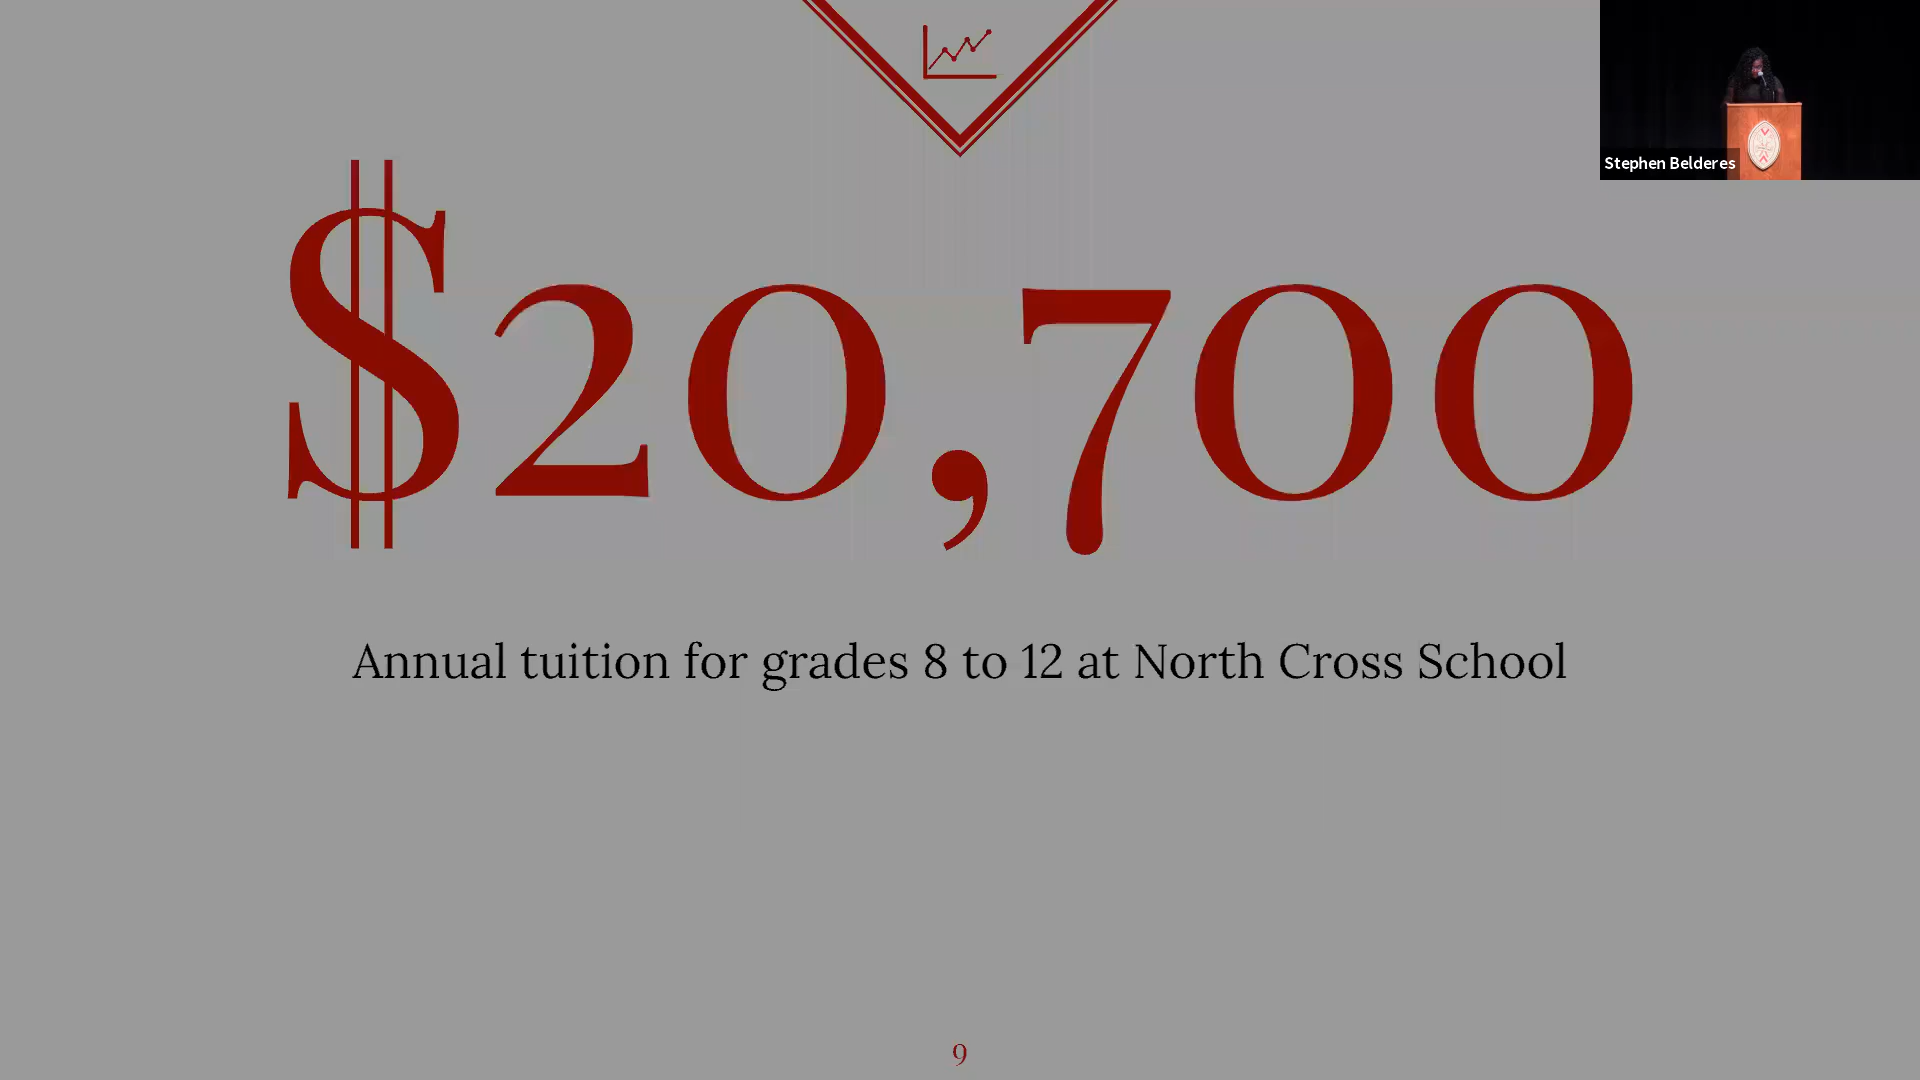 Stephen Belderes
$20,700
Annual tuition for grades 8 to 12 at North Cross School
9